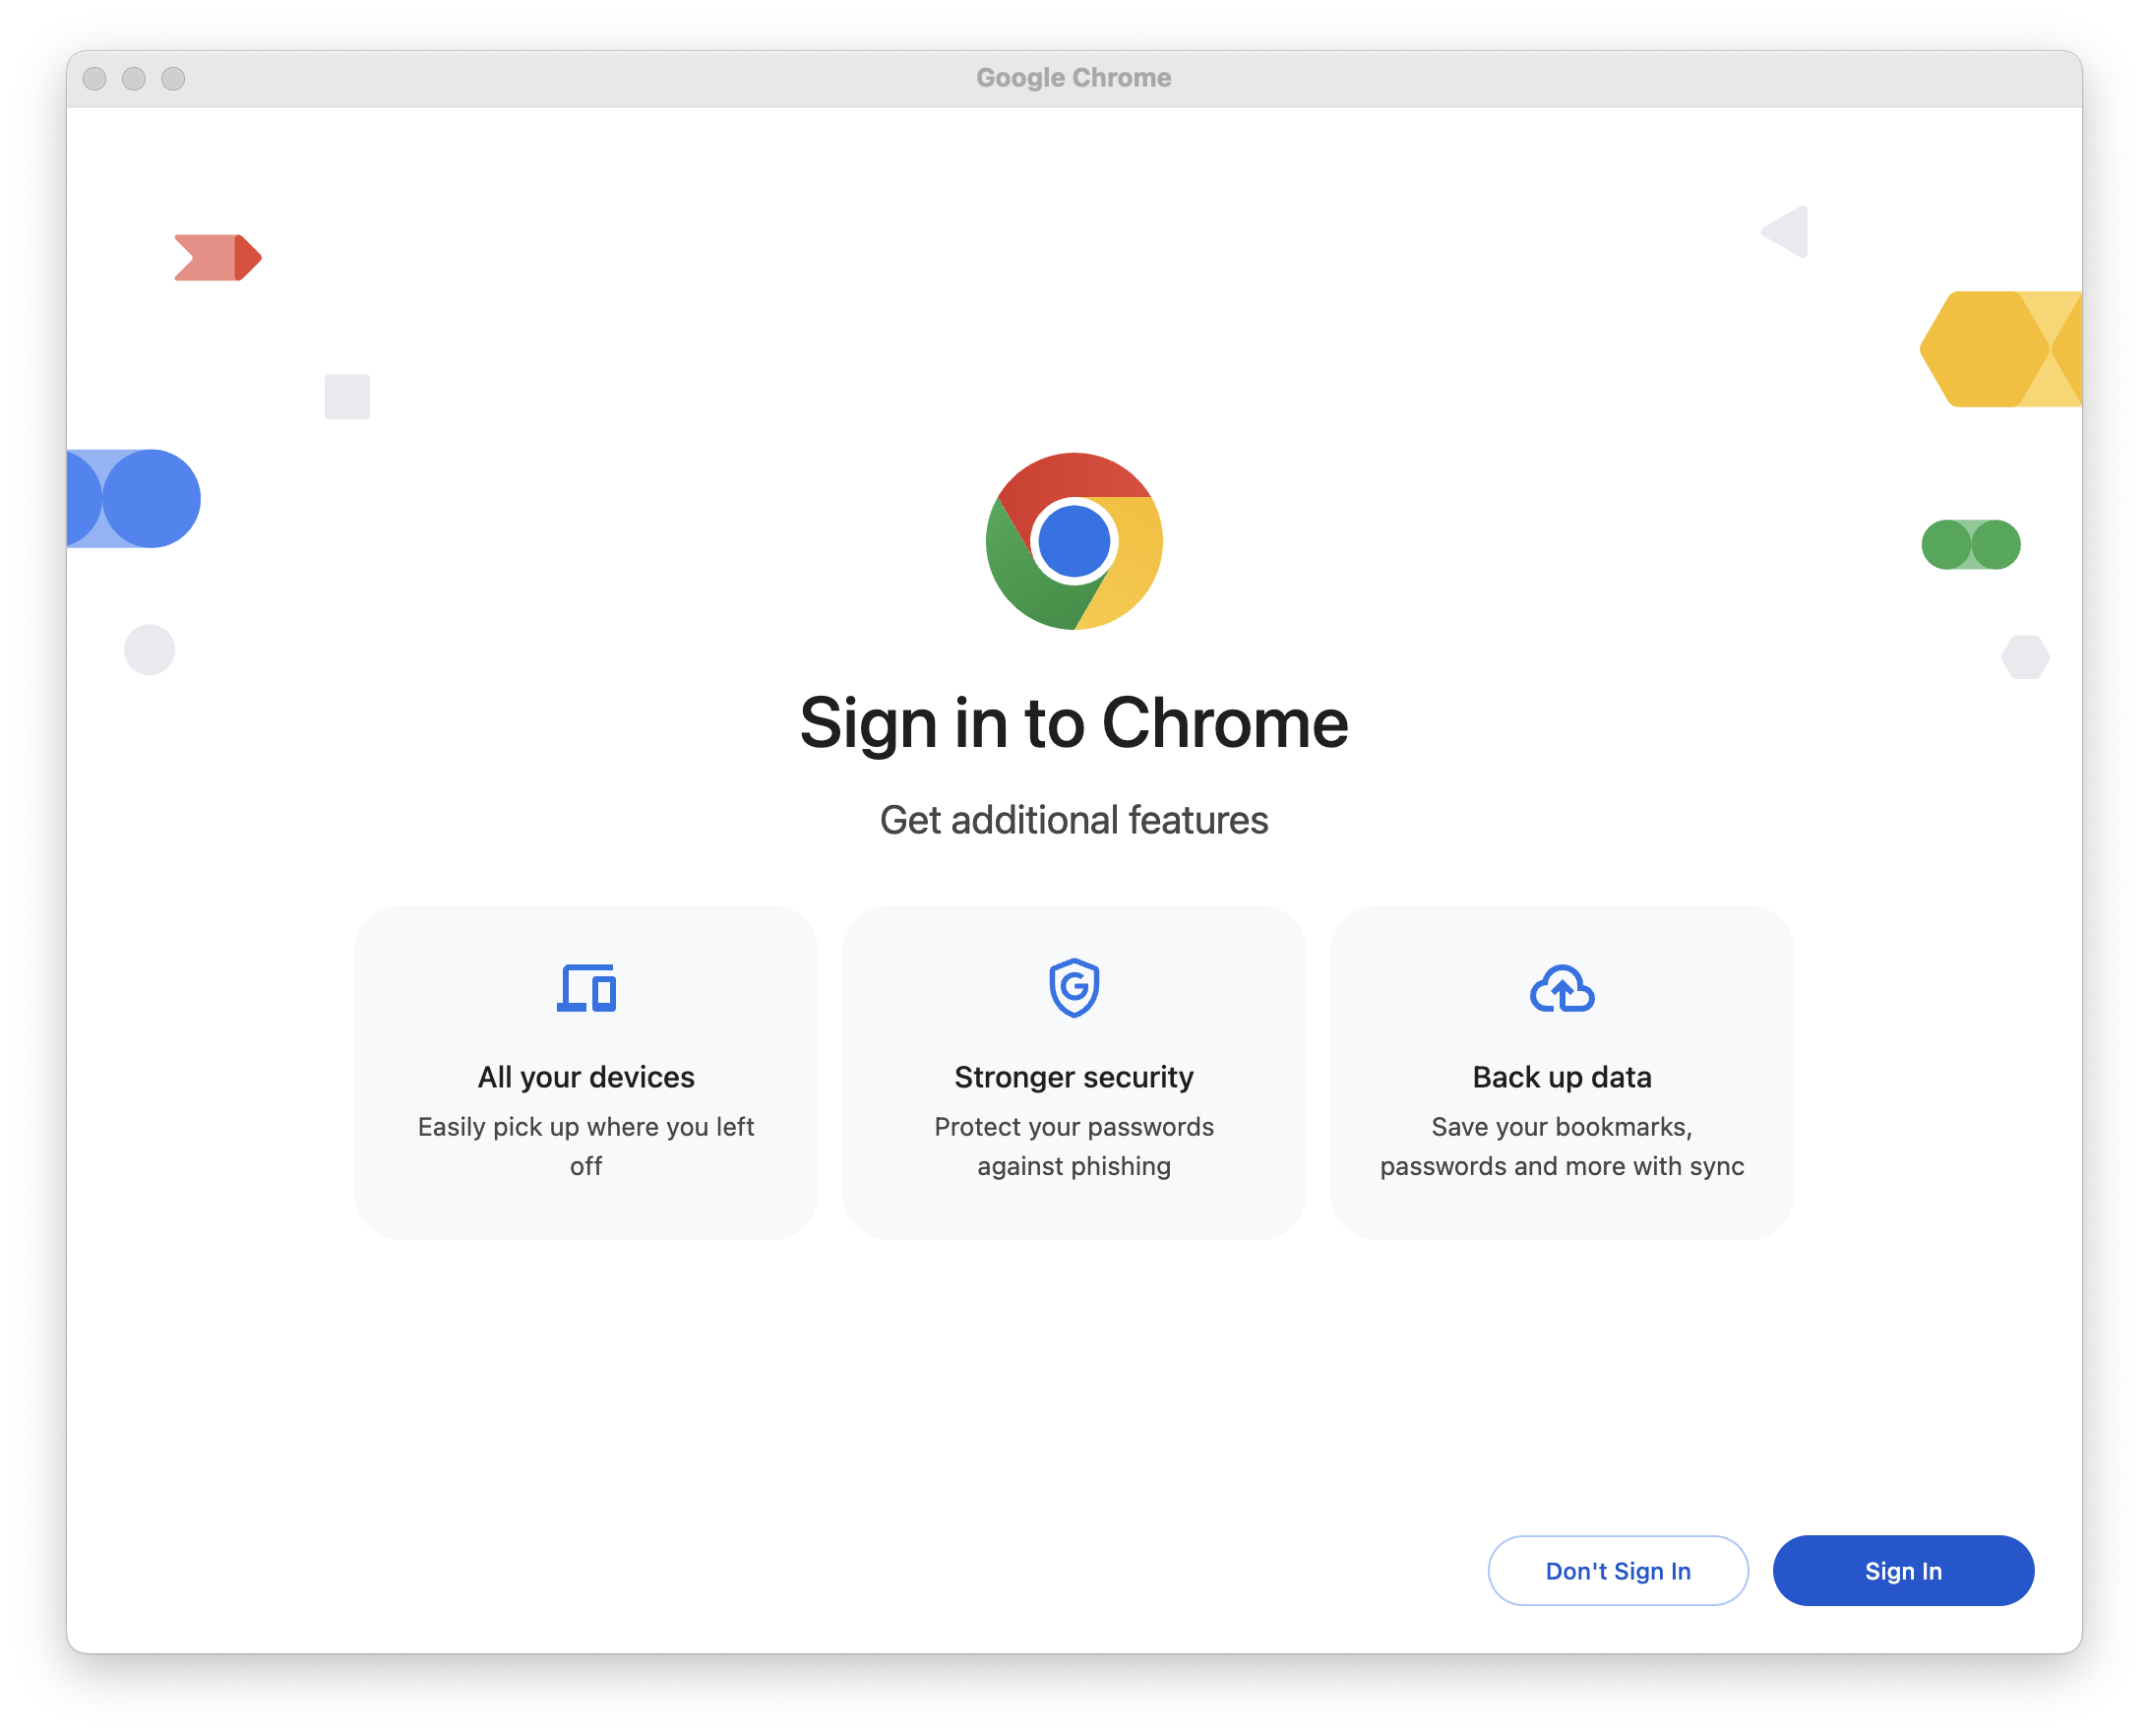 Google Chrome
Sign in to Chrome
Get additional features
All your devices
Easily pick up where you left
off
Stronger security
Protect your passwords
against phishing
Back up data
Save your bookmarks,
passwords and more with sync
Don't Sign In
Sign In